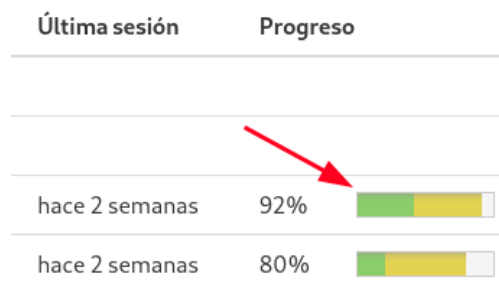 Última sesión Progreso
hace 2 semanas 92%
hace 2 semanas 80%